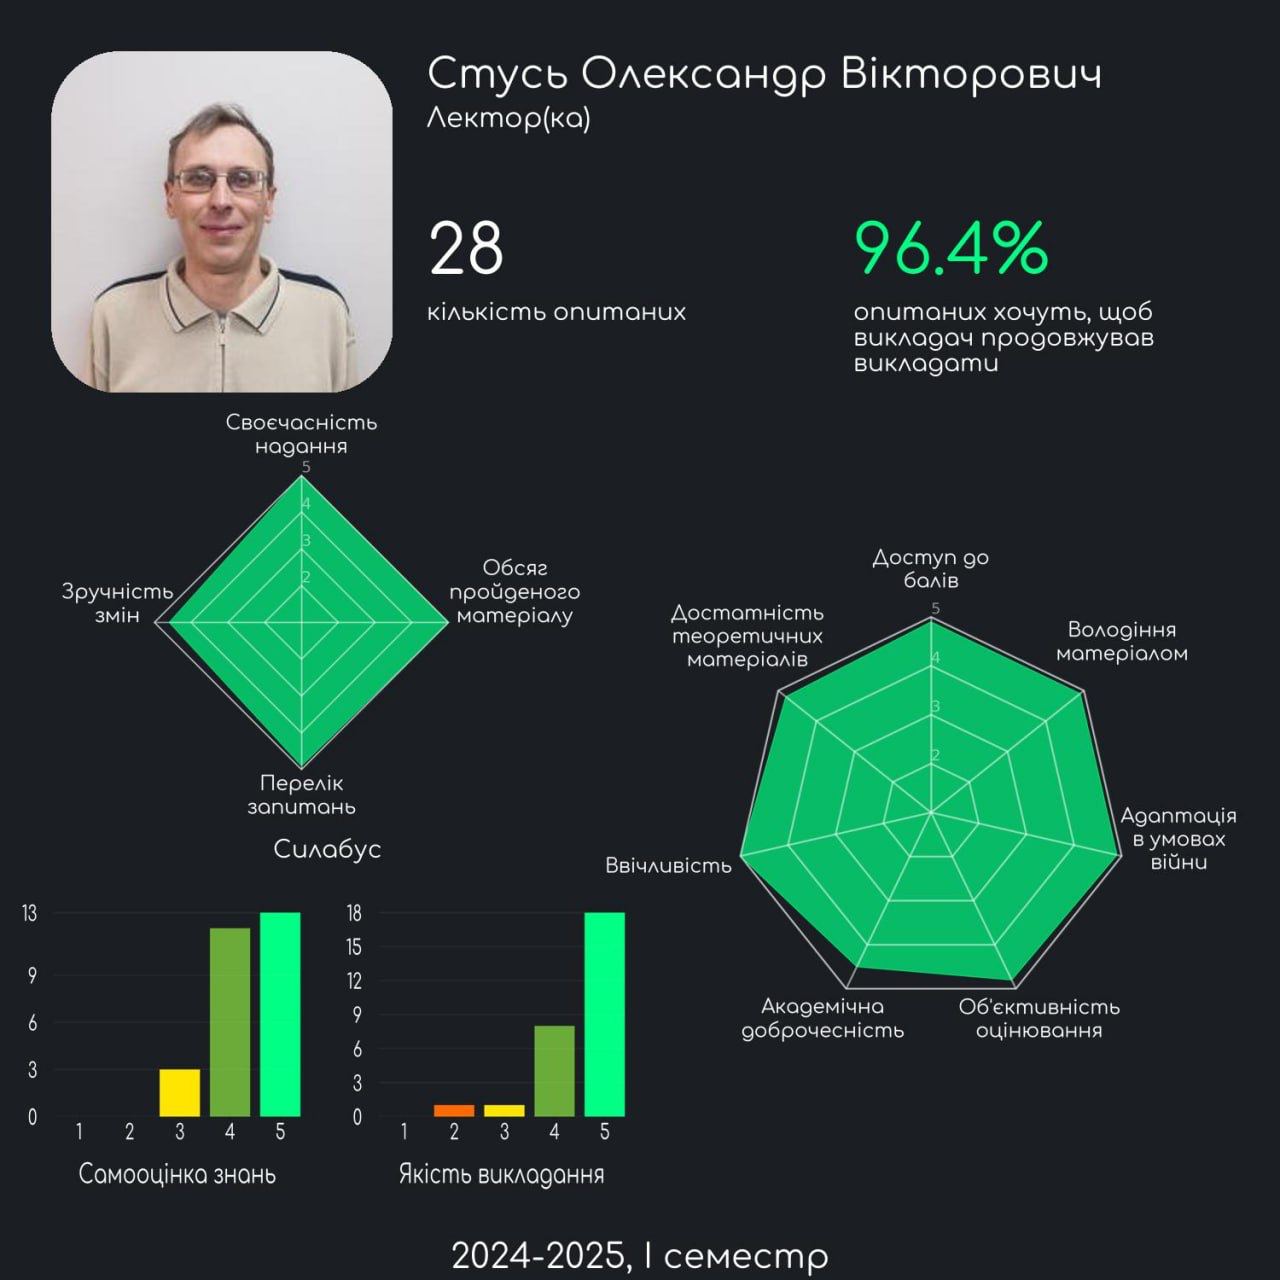 Стусь Олександр Вікторович
Лектор(ка)
28
кількість опитаних
96.4%
опитаних хочуть, щоб
викладач продовжував
викладати
Своєчасність
надання
5
4
3
2
Обсяг
пройденого
матеріалу
Зручність
змін
Перелік
запитань
Силабус
Доступ до
балів
5
4
3
2
Володіння
матеріалом
Достатність
теоретичних
матеріалів
Адаптація
в умовах
війни
Ввічливість
Академічна
доброчесність
Об'єктивність
оцінювання
13
9
6
3
0
1 2 3 4 5
Самооцінка знань
18
15
12
9
6
3
0
1 2 3 4 5
Якість викладання
2024-2025, I семестр